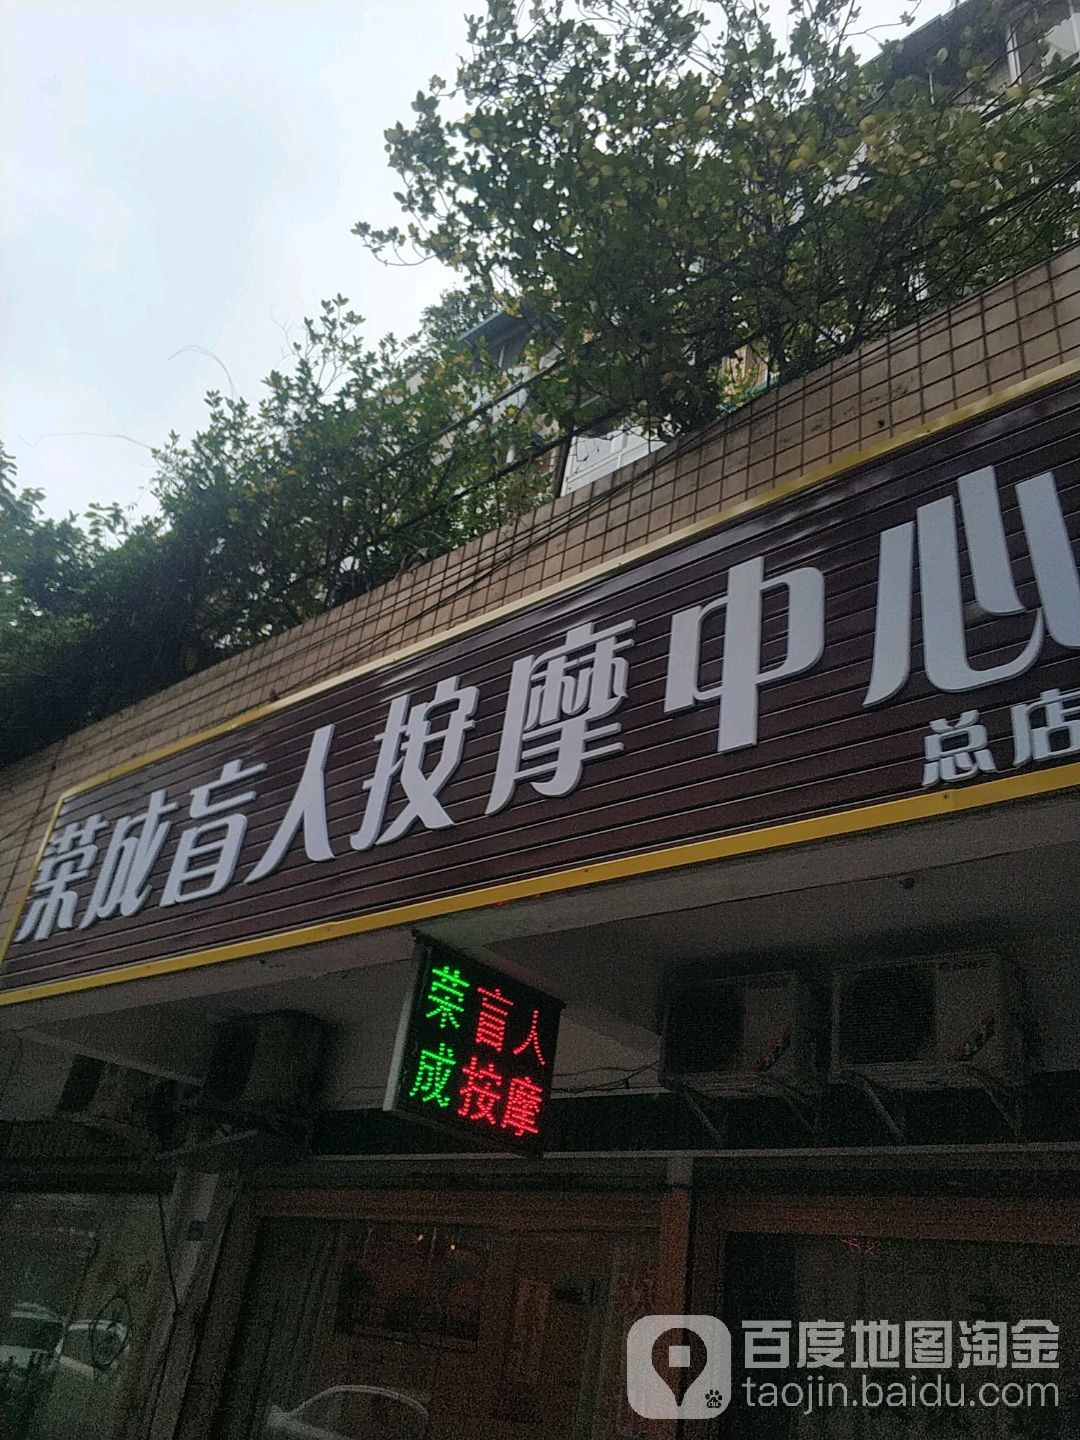 荣成盲人按摩中心
总店
荣 盲人
成 按摩
百度地图淘金
taojin.baidu.com